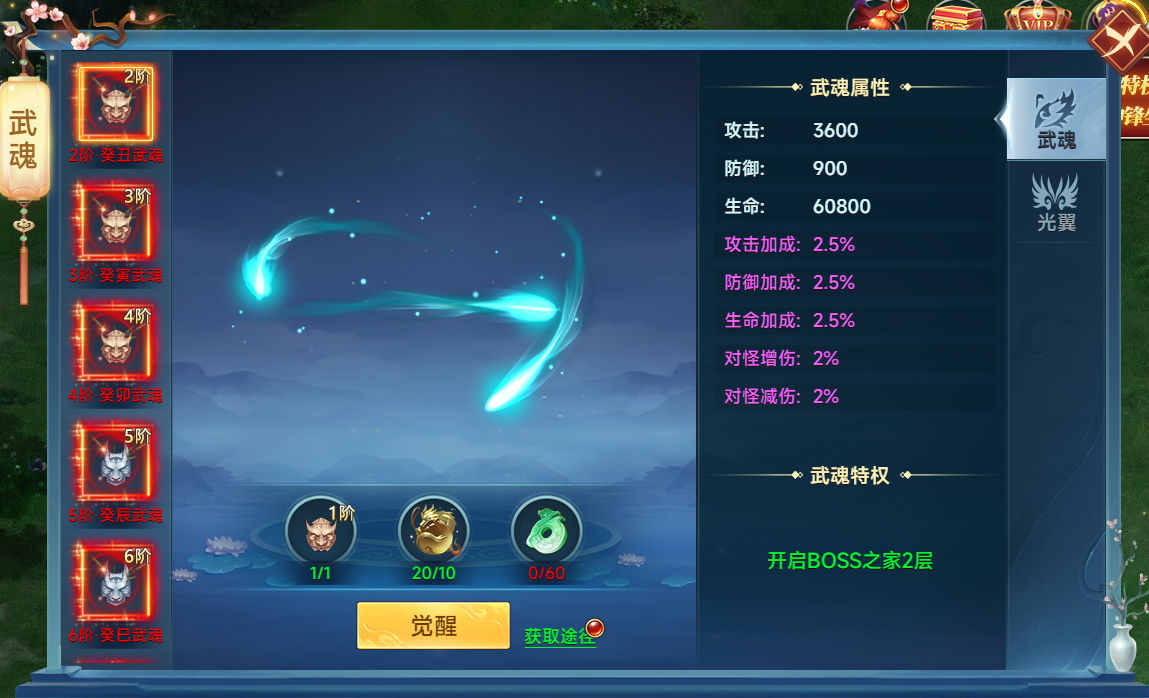 VIP
武魂
特权
2阶
2阶 癸丑武魂
3阶
3阶 癸寅武魂
4阶
4阶 癸卯武魂
5阶
5阶 癸辰武魂
6阶
6阶 癸巳武魂
1阶
1/1
20/10
0/60
觉醒
获取途径
武魂属性
攻击: 3600
防御: 900
生命: 60800
攻击加成: 2.5%
防御加成: 2.5%
生命加成: 2.5%
对怪增伤: 2%
对怪减伤: 2%
武魂特权
开启BOSS之家2层
武魂
光翼